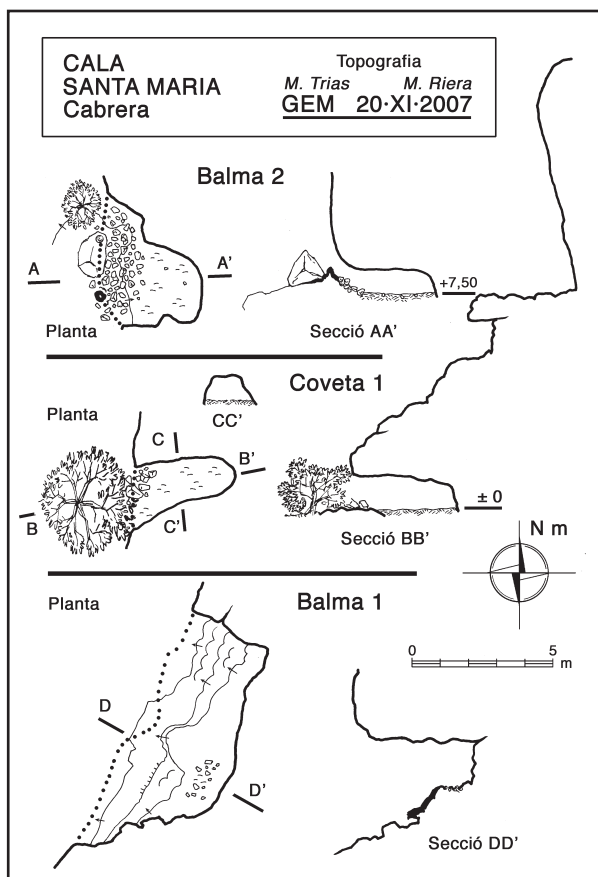 CALA
SANTA MARIA
Cabrera
Topografia
M. Trias M. Riera
GEM 20·XI·2007
Balma 2
A
A'
+7,50
Planta
Secció AA'
Coveta 1
Planta
CC'
C
B'
B
C'
± 0
Secció BB'
N m
Planta
Balma 1
0 5
m
D
D'
Secció DD'